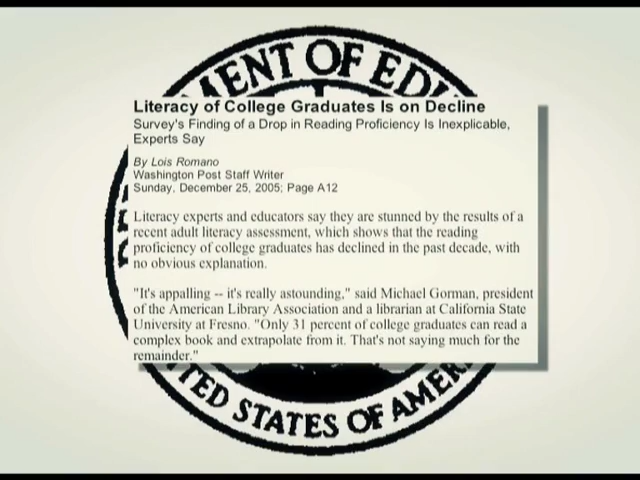 MENT OF EDU
Literacy of College Graduates Is on Decline
Survey's Finding of a Drop in Reading Proficiency Is Inexplicable,
Experts Say
By Lois Romano
Washington Post Staff Writer
Sunday, December 25, 2005; Page A12
Literacy experts and educators say they are stunned by the results of a
recent adult literacy assessment, which shows that the reading
proficiency of college graduates has declined in the past decade, with
no obvious explanation.
"It's appalling -- it's really astounding," said Michael Gorman, president
of the American Library Association and a librarian at California State
University at Fresno. "Only 31 percent of college graduates can read a
complex book and extrapolate from it. That's not saying much for the
remainder."
TED STATES OF AMER